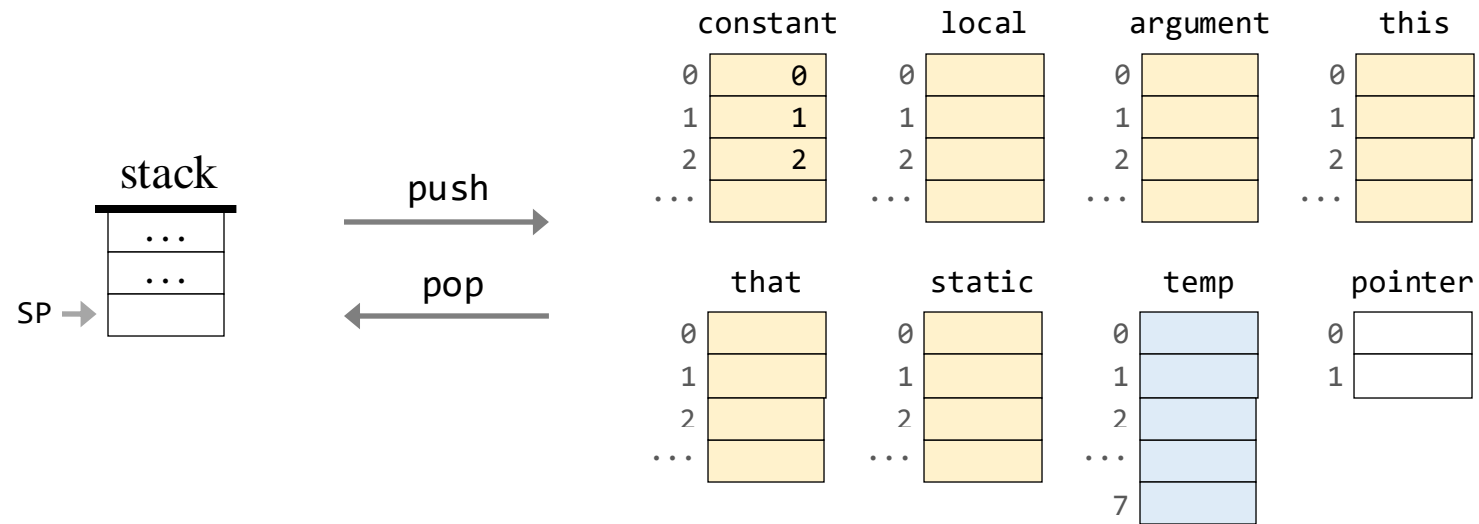 constant local argument this
0 0 0 0 0
1 1 1 1 1
2 2 2 2 2
... ... ... ...
stack
...
...
SP
push
pop
that static temp pointer
0 0 0 0
1 1 1 1
2 2 2
... ... ...
7